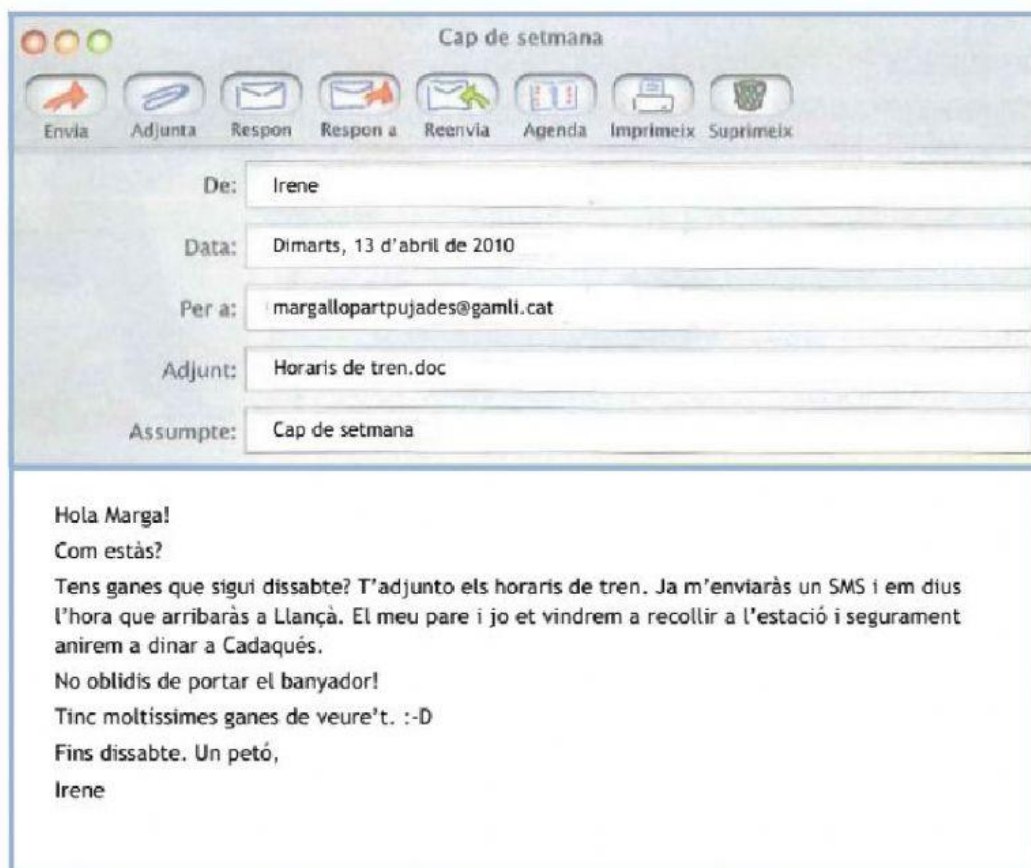 Cap de setmana
Envia Adjunta Respon Respon a Reenvia Agenda Imprimeix Suprimeix
De: Irene
Data: Dimarts, 13 d'abril de 2010
Per a: margallopartpujades@gamli.cat
Adjunt: Horaris de tren.doc
Assumpte: Cap de setmana
Hola Marga!
Com estàs?
Tens ganes que sigui dissabte? T'adjunto els horaris de tren. Ja m'enviaràs un SMS i em dius
l'hora que arribaràs a Llançà. El meu pare i jo et vindrem a recollir a l'estació i segurament
anirem a dinar a Cadaqués.
No oblidis de portar el banyador!
Tinc moltíssimes ganes de veure't. :-D
Fins dissabte. Un petó,
Irene